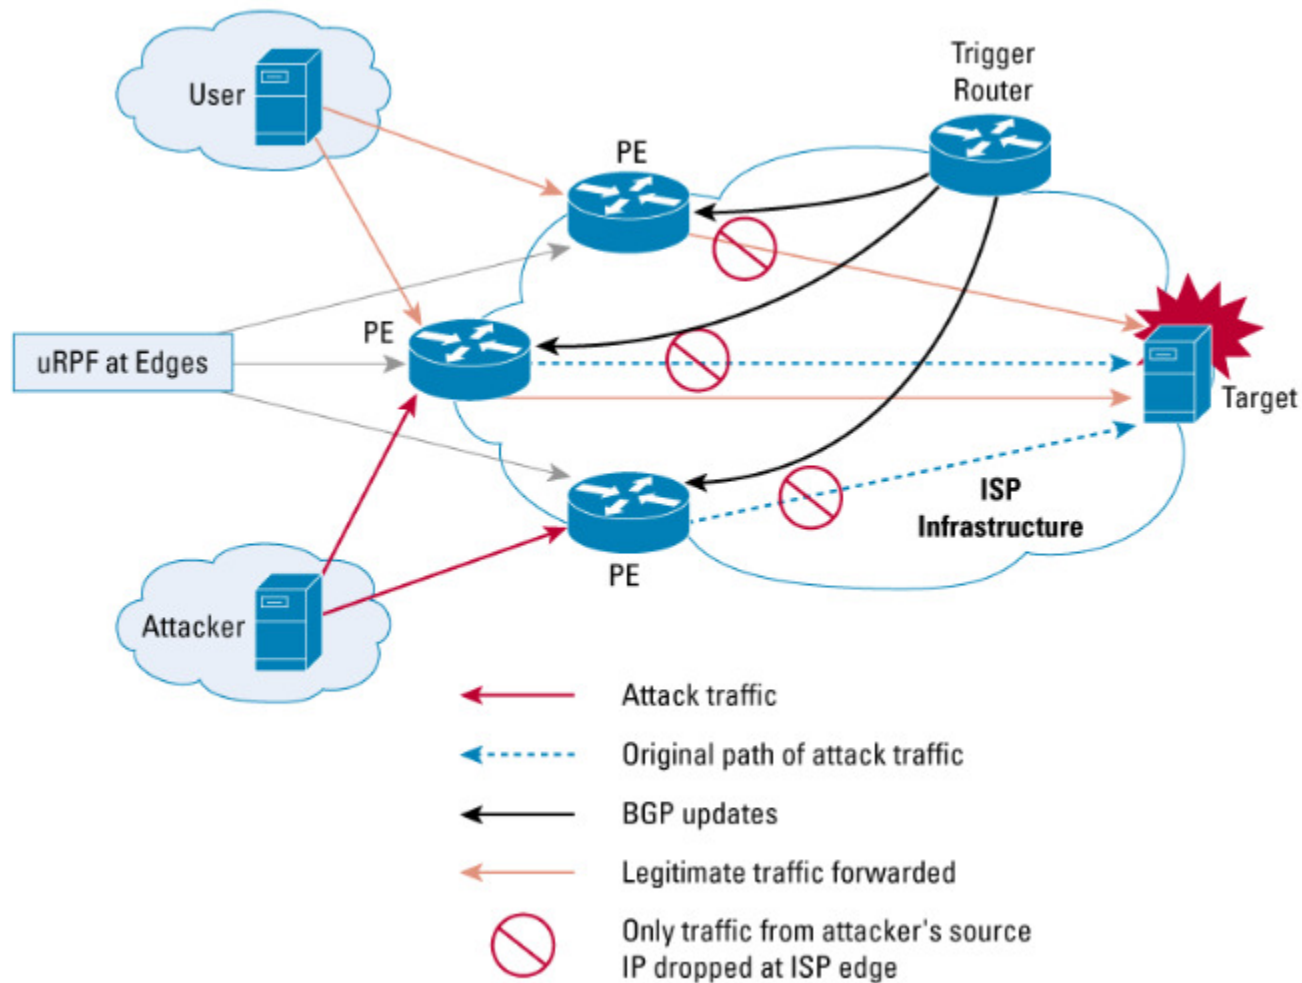 User
Trigger
Router
PE
PE
uRPF at Edges
Target
ISP
Infrastructure
PE
Attacker
Attack traffic
Original path of attack traffic
BGP updates
Legitimate traffic forwarded
Only traffic from attacker's source
IP dropped at ISP edge